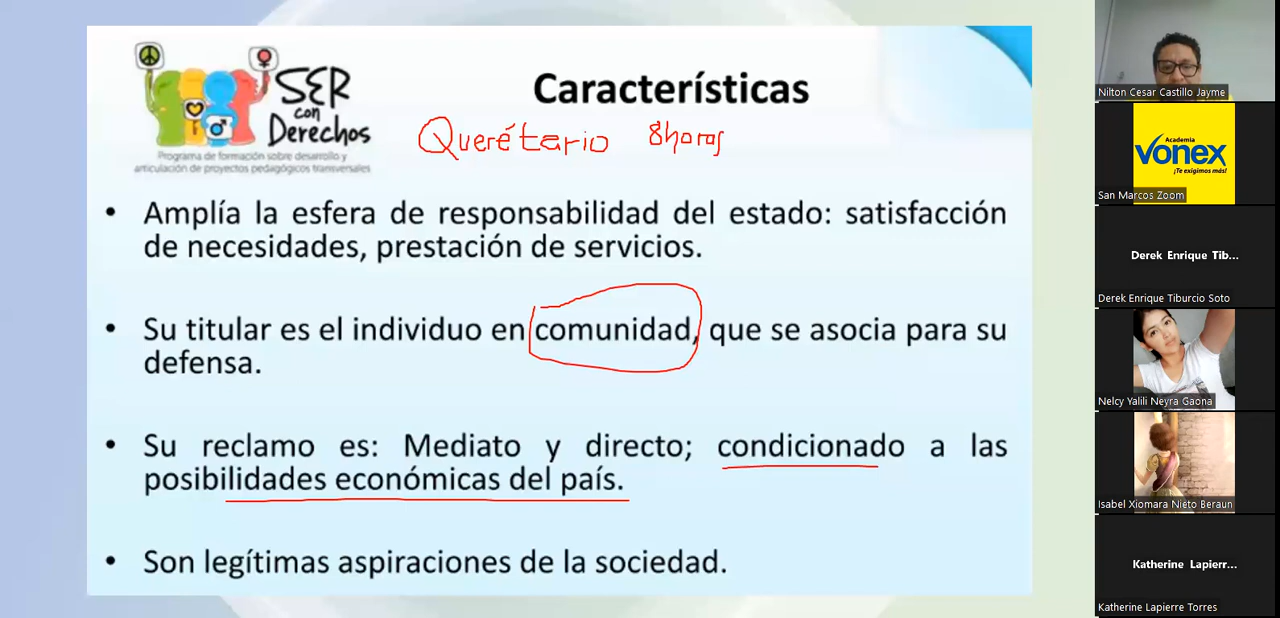 SER
con
Derechos
Programa de formación sobre desarrollo y
articulación de proyectos pedagógicos transversales
Características
Querétario 8horas
• Amplía la esfera de responsabilidad del estado: satisfacción
de necesidades, prestación de servicios.
• Su titular es el individuo en comunidad, que se asocia para su
defensa.
• Su reclamo es: Mediato y directo; condicionado a las
posibilidades económicas del país.
• Son legítimas aspiraciones de la sociedad.
Nilton Cesar Castillo Jayme
Academia
Vonex
¡Te exigimos más!
San Marcos Zoom
Derek Enrique Tib...
Derek Enrique Tiburcio Soto
Nelcy Yalili Neyra Gaona
Isabel Xiomara Nieto Beraun
Katherine Lapierr...
Katherine Lapierre Torres